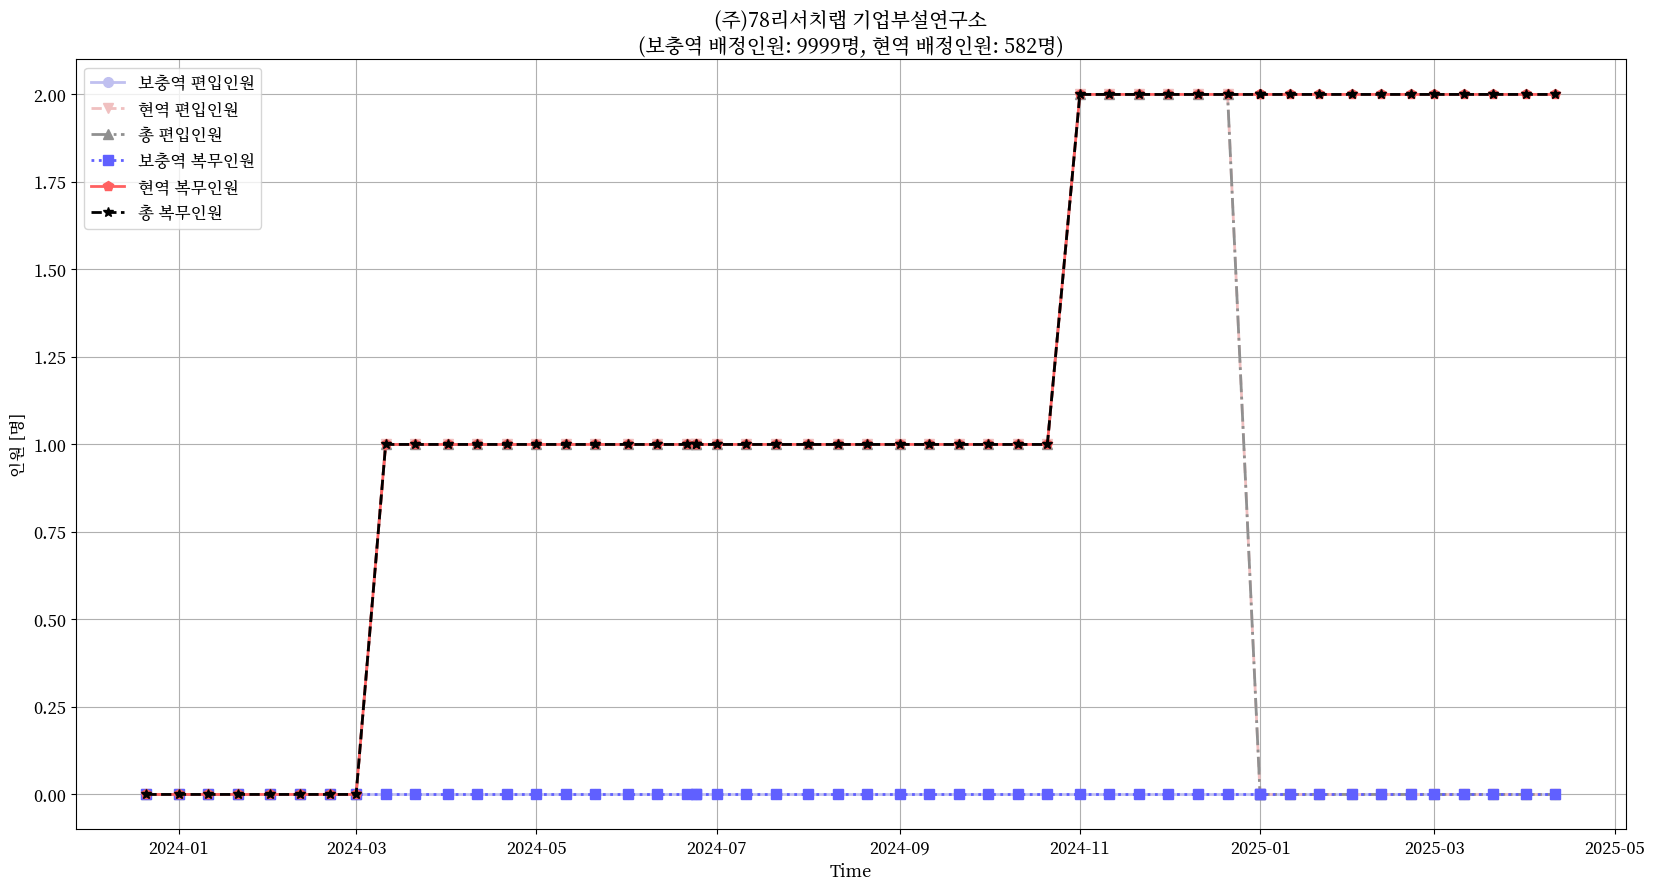 (주)78리서치랩 기업부설연구소
(보충역 배정인원: 9999명, 현역 배정인원: 582명)
보충역 편입인원
현역 편입인원
총 편입인원
보충역 복무인원
현역 복무인원
총 복무인원
2.00
1.75
1.50
1.25
1.00
0.75
0.50
0.25
0.00
인원 [명]
2024-01
2024-03
2024-05
2024-07
2024-09
2024-11
2025-01
2025-03
2025-05
Time